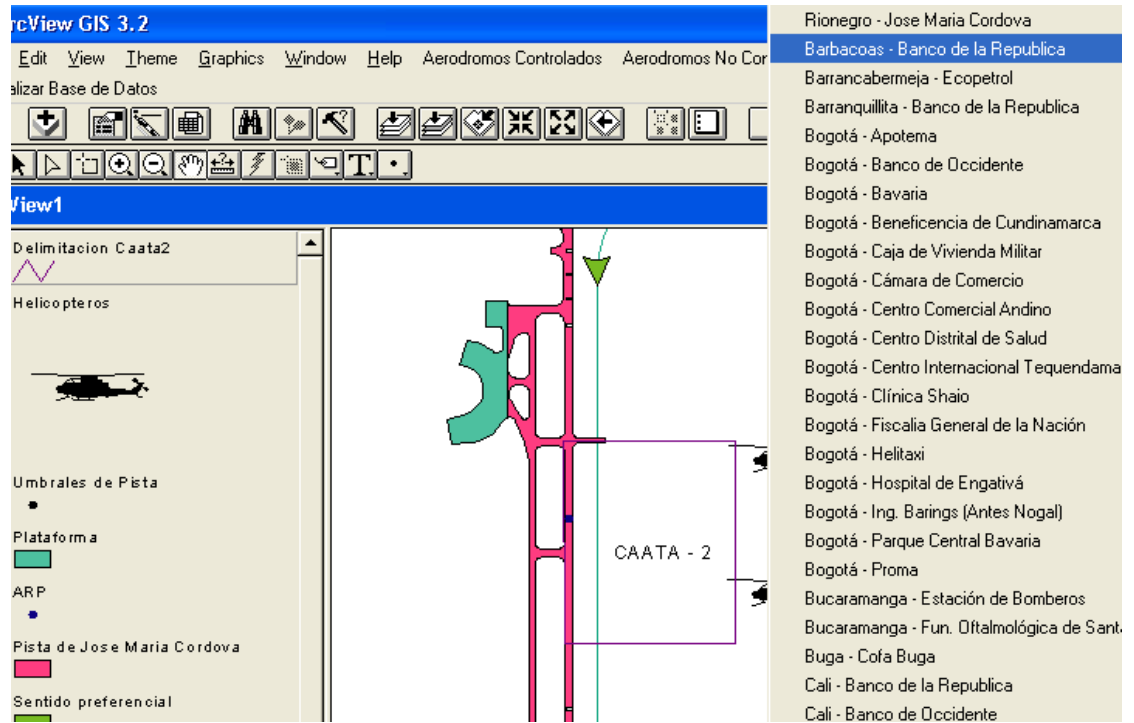 rcView GIS 3.2
Edit View Theme Graphics Window Help Aerodromos Controlados Aerodromos No Cor
alizar Base de Datos
View1
Delimitacion Caata2
Helicopteros
Umbrales de Pista
Plataforma
ARP
Pista de Jose Maria Cordova
Sentido preferencial
CAATA - 2
Rionegro - Jose Maria Cordova
Barbacoas - Banco de la Republica
Barrancabermeja - Ecopetrol
Barranquillita - Banco de la Republica
Bogotá - Apotema
Bogotá - Banco de Occidente
Bogotá - Bavaria
Bogotá - Beneficencia de Cundinamarca
Bogotá - Caja de Vivienda Militar
Bogotá - Cámara de Comercio
Bogotá - Centro Comercial Andino
Bogotá - Centro Distrital de Salud
Bogotá - Centro Internacional Tequendama
Bogotá - Clínica Shaio
Bogotá - Fiscalia General de la Nación
Bogotá - Helitaxi
Bogotá - Hospital de Engativá
Bogotá - Ing. Barings (Antes Nogal)
Bogotá - Parque Central Bavaria
Bogotá - Proma
Bucaramanga - Estación de Bomberos
Bucaramanga - Fun. Oftalmológica de Sant
Buga - Cofa Buga
Cali - Banco de la Republica
Cali - Banco de Occidente